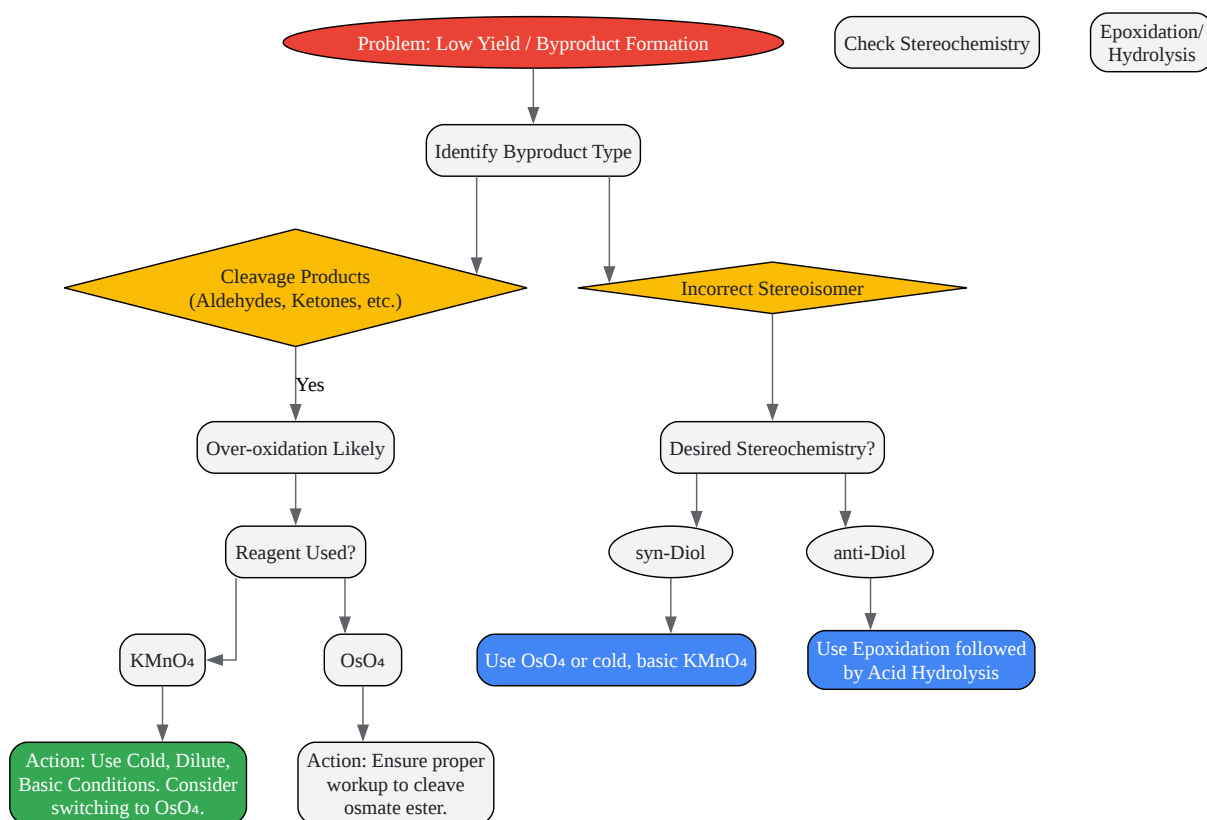 Problem: Low Yield / Byproduct Formation
Check Stereochemistry
Epoxidation/
Hydrolysis
Identify Byproduct Type
Cleavage Products
(Aldehydes, Ketones, etc.)
Incorrect Stereoisomer
Yes
Over-oxidation Likely
Desired Stereochemistry?
Reagent Used?
syn-Diol
anti-Diol
KMnO₄
OsO₄
Use OsO₄ or cold, basic KMnO₄
Use Epoxidation followed
by Acid Hydrolysis
Action: Use Cold, Dilute,
Basic Conditions. Consider
switching to OsO₄.
Action: Ensure proper
workup to cleave
osmate ester.